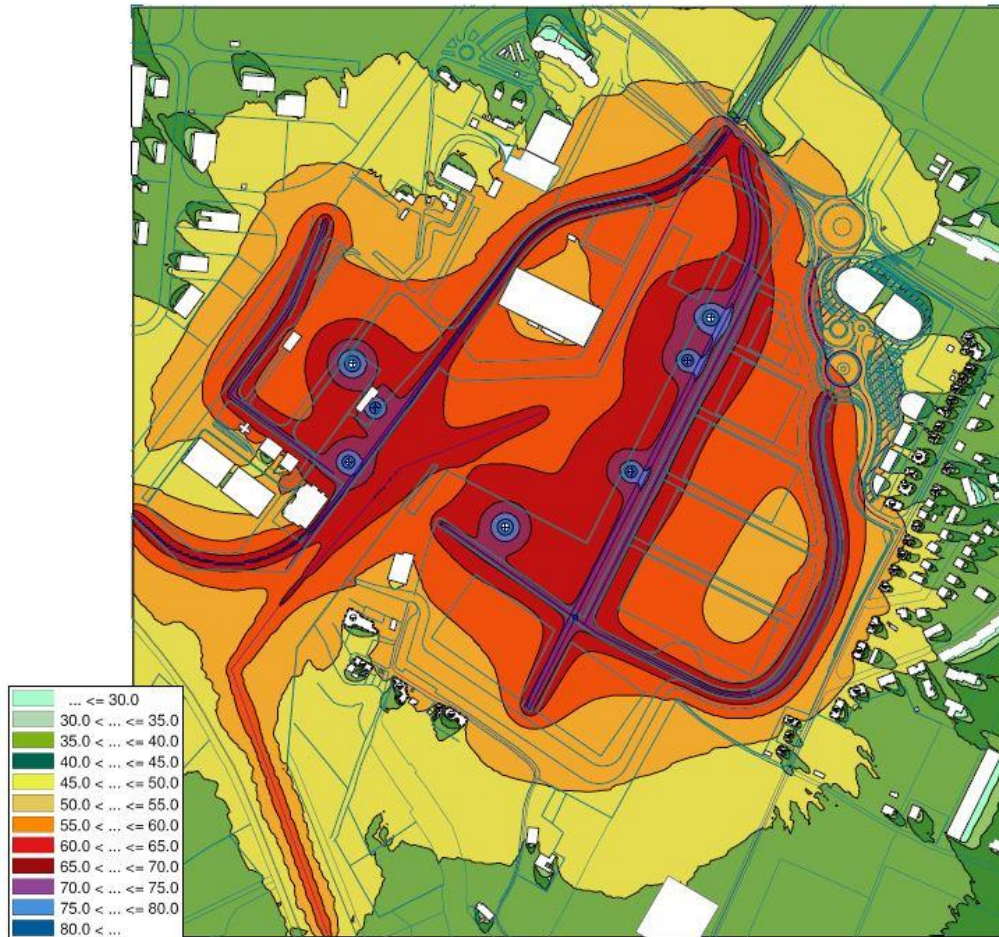 ... <= 30.0
30.0 < ... <= 35.0
35.0 < ... <= 40.0
40.0 < ... <= 45.0
45.0 < ... <= 50.0
50.0 < ... <= 55.0
55.0 < ... <= 60.0
60.0 < ... <= 65.0
65.0 < ... <= 70.0
70.0 < ... <= 75.0
75.0 < ... <= 80.0
80.0 < ...